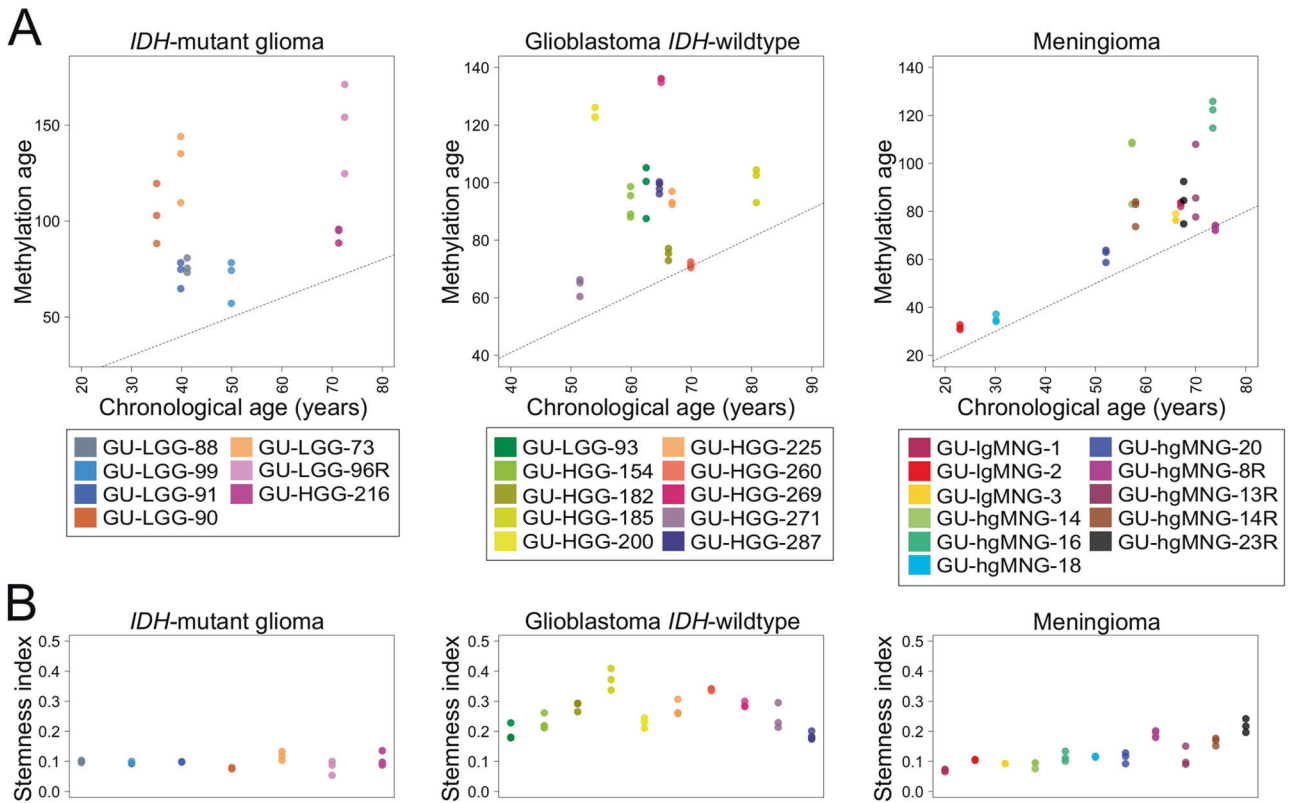 A
IDH-mutant glioma
Glioblastoma IDH-wildtype
Meningioma
Methylation age
150
100
50
20
30
40
50
60
70
80
Chronological age (years)
Methylation age
140
120
100
80
60
40
40
50
60
70
80
90
Chronological age (years)
Methylation age
140
120
100
80
60
40
20
20
30
40
50
60
70
80
Chronological age (years)
GU-LGG-88
GU-LGG-99
GU-LGG-91
GU-LGG-90
GU-LGG-73
GU-LGG-96R
GU-HGG-216
GU-LGG-93
GU-HGG-154
GU-HGG-182
GU-HGG-185
GU-HGG-200
GU-HGG-225
GU-HGG-260
GU-HGG-269
GU-HGG-271
GU-HGG-287
GU-lgMNG-1
GU-lgMNG-2
GU-lgMNG-3
GU-hgMNG-14
GU-hgMNG-16
GU-hgMNG-18
GU-hgMNG-20
GU-hgMNG-8R
GU-hgMNG-13R
GU-hgMNG-14R
GU-hgMNG-23R
B
IDH-mutant glioma
Glioblastoma IDH-wildtype
Meningioma
Stemness index
0.5
0.4
0.3
0.2
0.1
0.0
Stemness index
0.5
0.4
0.3
0.2
0.1
0.0
Stemness index
0.5
0.4
0.3
0.2
0.1
0.0